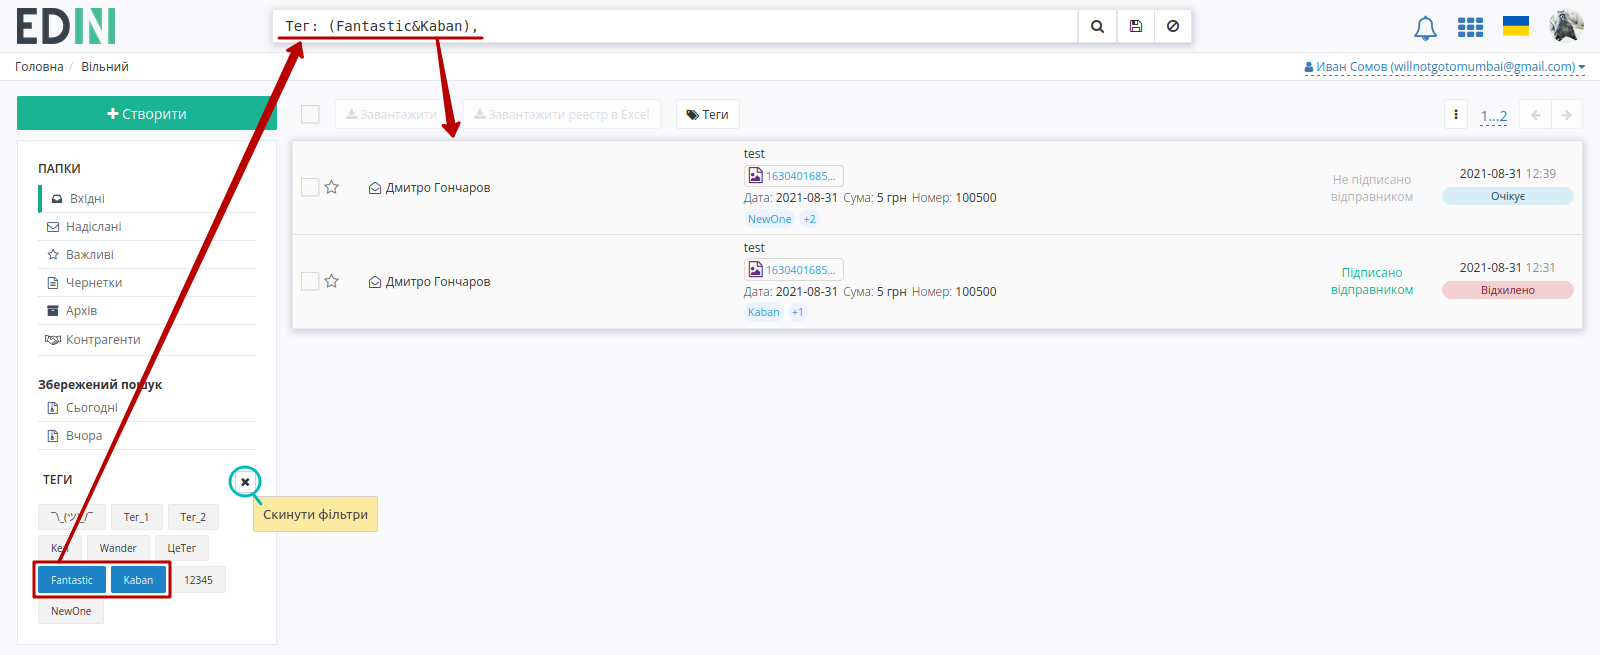 EDIN
Тег: (Fantastic&Kaban),
Головна / Вільний
Иван Сомов (willnotgotomumbai@gmail.com)
Створити
Завантажити
Завантажити реєстр в Excel
Теги
1...2
ПАПКИ
Вхідні
Надіслані
Важливі
Чернетки
Архів
Контрагенти
Збережений пошук
Сьогодні
Вчора
ТЕГИ
Скинути фільтри
¯\_(ツ)_/¯ Тег_1 Тег_2
Wander ЦеТег
Fantastic Kaban 12345
NewOne
test
1630401685...
Дмитро Гончаров
Дата: 2021-08-31 Сума: 5 грн Номер: 100500
NewOne +2
Не підписано
відправником
2021-08-31 12:39
Очікує
test
1630401685...
Дмитро Гончаров
Дата: 2021-08-31 Сума: 5 грн Номер: 100500
Kaban +1
Підписано
відправником
2021-08-31 12:31
Відхилено